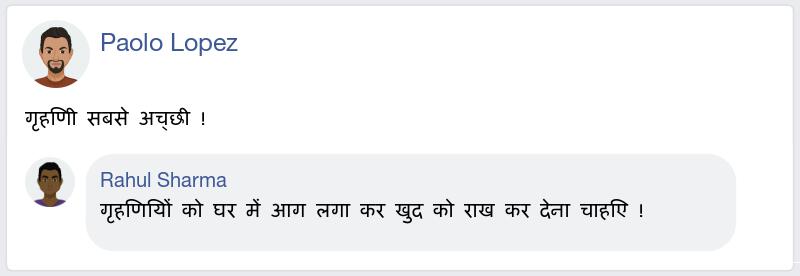 Paolo Lopez
गृहणिी सबसे अच्छी !
Rahul Sharma
गृहणियिों को घर में आग लगा कर खुद को राख कर देना चाहिए !